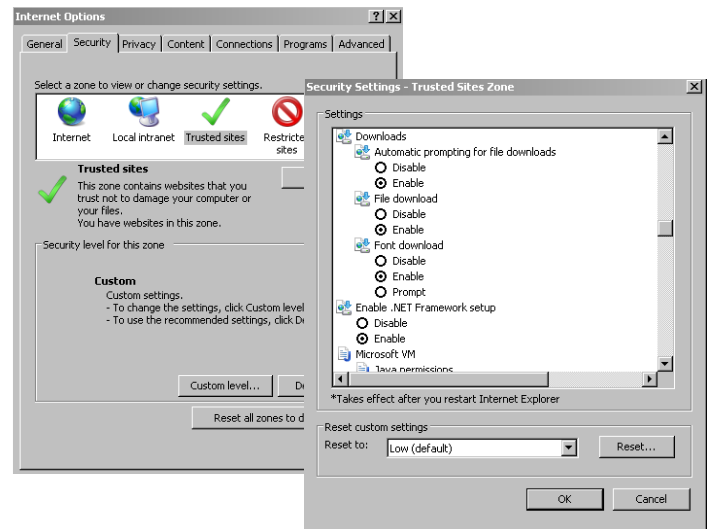 Internet Options
General Security Privacy Content Connections Programs Advanced
Select a zone to view or change security settings.
Internet Local intranet Trusted sites
sites
Trusted sites
This zone contains websites that you
trust not to damage your computer or
your files.
You have websites in this zone.
Security level for this zone
Custom
Custom settings.
- To change the settings, click Custom level
- To use the recommended settings, click
Custom level...
Reset all zones to
Security Settings - Trusted Sites Zone
Settings
Downloads
Automatic prompting for file downloads
Disable
Enable
File download
Disable
Enable
Font download
Disable
Enable
Prompt
Enable .NET Framework setup
Disable
Enable
Microsoft VM
Java permissions
*Takes effect after you restart Internet Explorer
Reset custom settings
Reset to: Low (default) Reset...
OK Cancel